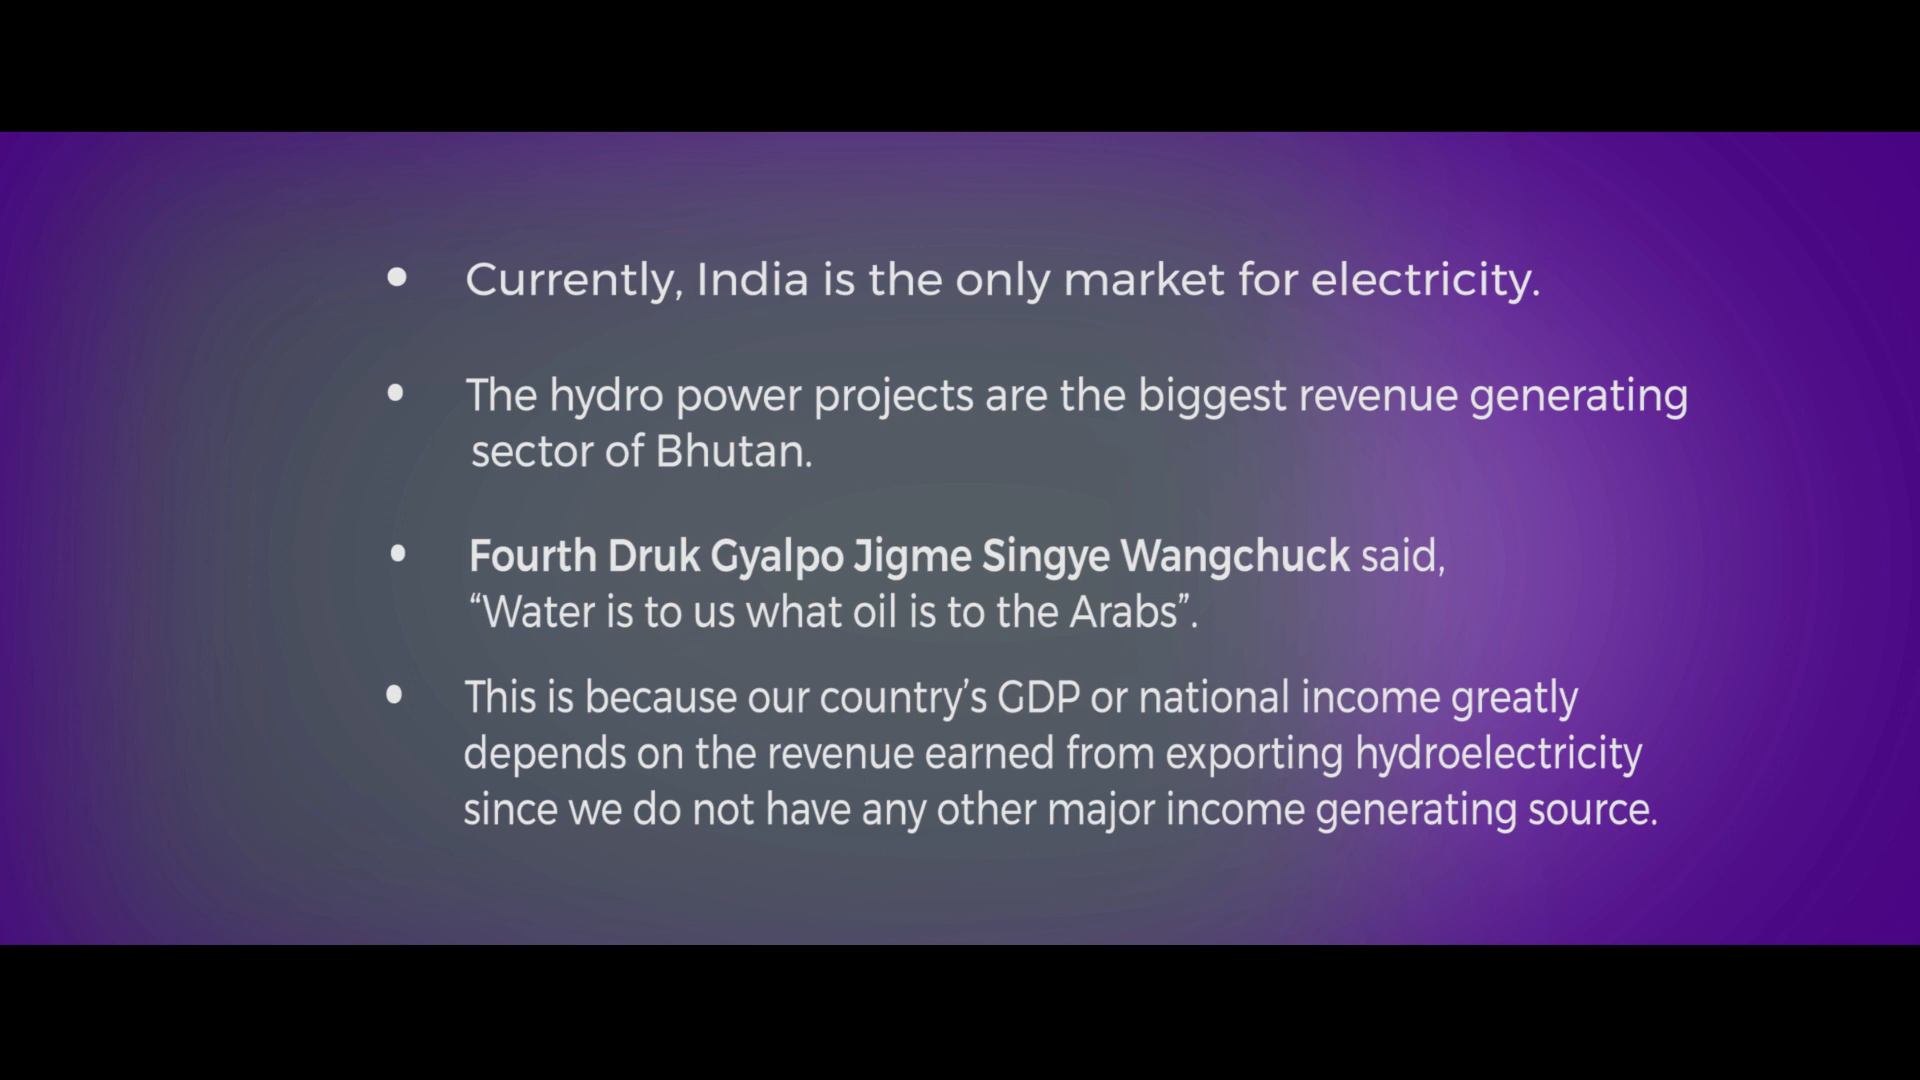 • Currently, India is the only market for electricity.
• The hydro power projects are the biggest revenue generating
sector of Bhutan.
• Fourth Druk Gyalpo Jigme Singye Wangchuck said,
“Water is to us what oil is to the Arabs”.
• This is because our country’s GDP or national income greatly
depends on the revenue earned from exporting hydroelectricity
since we do not have any other major income generating source.